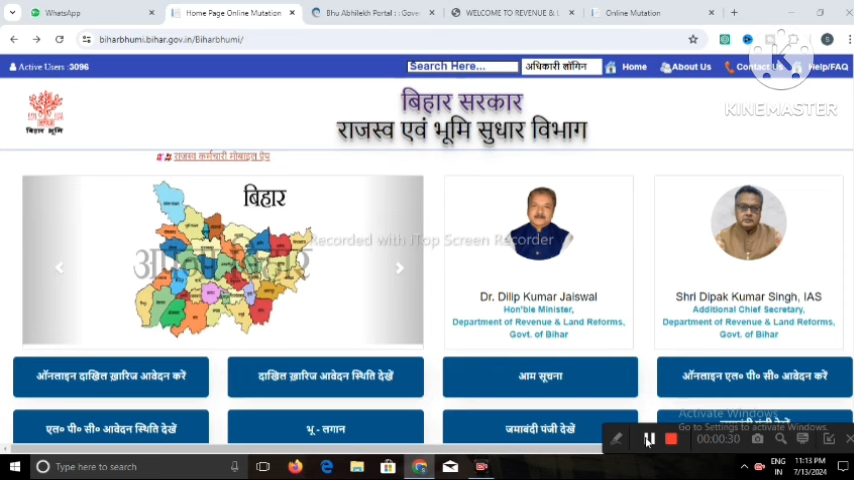 WhatsApp
Home Page Online Mutation
Bhu Abhilekh Portal : : Gove
WELCOME TO REVENUE & L
Online Mutation
biharbhumi.bihar.gov.in/Biharbhumi/
Active Users :3096
Search Here...
अधिकारी लॉगिन
Home
About Us
Contact Us
Help/FAQ
KINEMASTER
बिहार सरकार
राजस्व एवं भूमि सुधार विभाग
बिहार भूमि
राजस्व कर्मचारी मोबाइल ऐप
बिहार
Recorded with iTop Screen Recorder
Dr. Dilip Kumar Jaiswal
Hon'ble Minister,
Department of Revenue & Land Reforms,
Govt. of Bihar
Shri Dipak Kumar Singh, IAS
Additional Chief Secretary,
Department of Revenue & Land Reforms,
Govt. of Bihar
ऑनलाइन दाखिल ख़ारिज आवेदन करें
दाखिल ख़ारिज आवेदन स्थिति देखें
आम सूचना
ऑनलाइन एल० पी० सी० आवेदन करें
एल० पी० सी० आवेदन स्थिति देखें
भू - लगान
जमाबंदी पंजी देखें
Activate Windows
Go to Settings to activate Windows.
00:00:30
Type here to search
ENG
IN
11:13 PM
7/13/2024